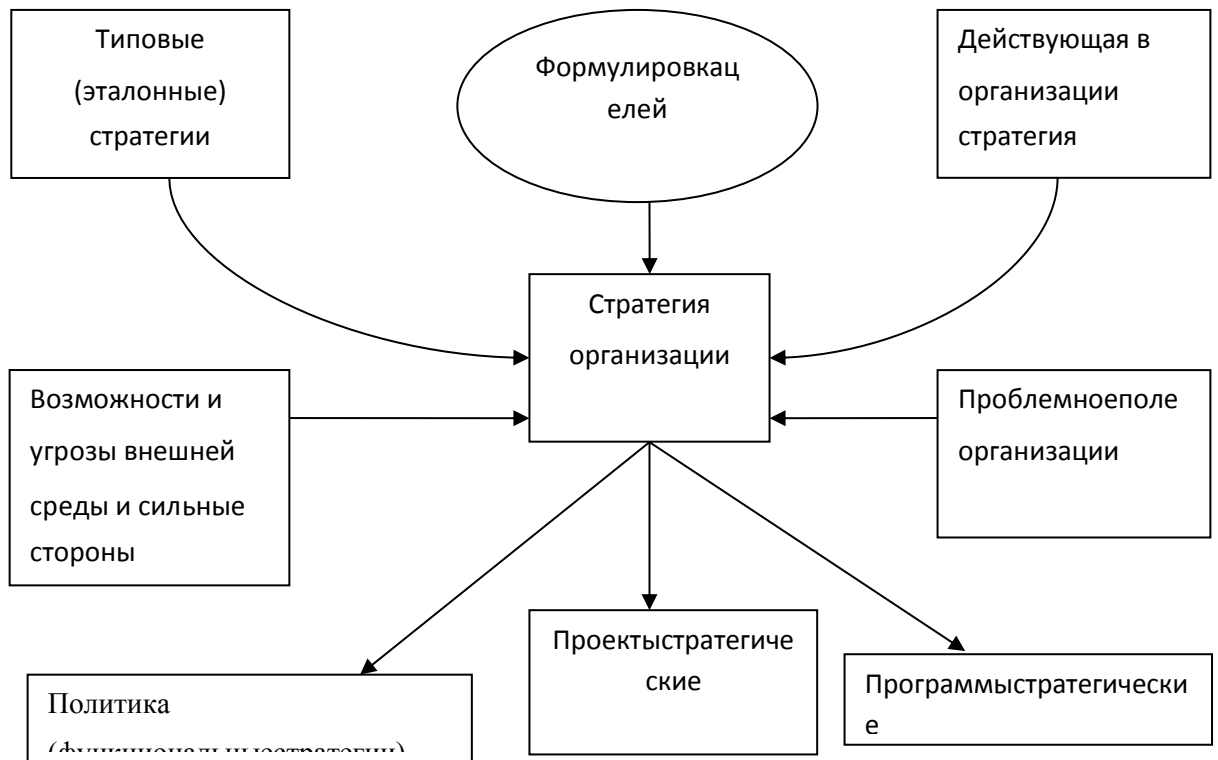 Типовые
(эталонные)
стратегии
Формулировкац
елей
Действующая в
организации
стратегия
Стратегия
организации
Возможности и
угрозы внешней
среды и сильные
стороны
Проблемноеполе
организации
Проектыстратегиче
ские
Программыстратегически
е
Политика
(функциональныестратегии)